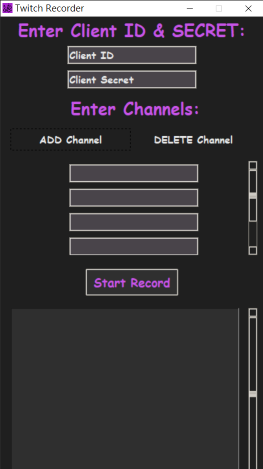 Twitch Recorder
Enter Client ID & SECRET:
Client ID
Client Secret
Enter Channels:
ADD Channel DELETE Channel
Start Record